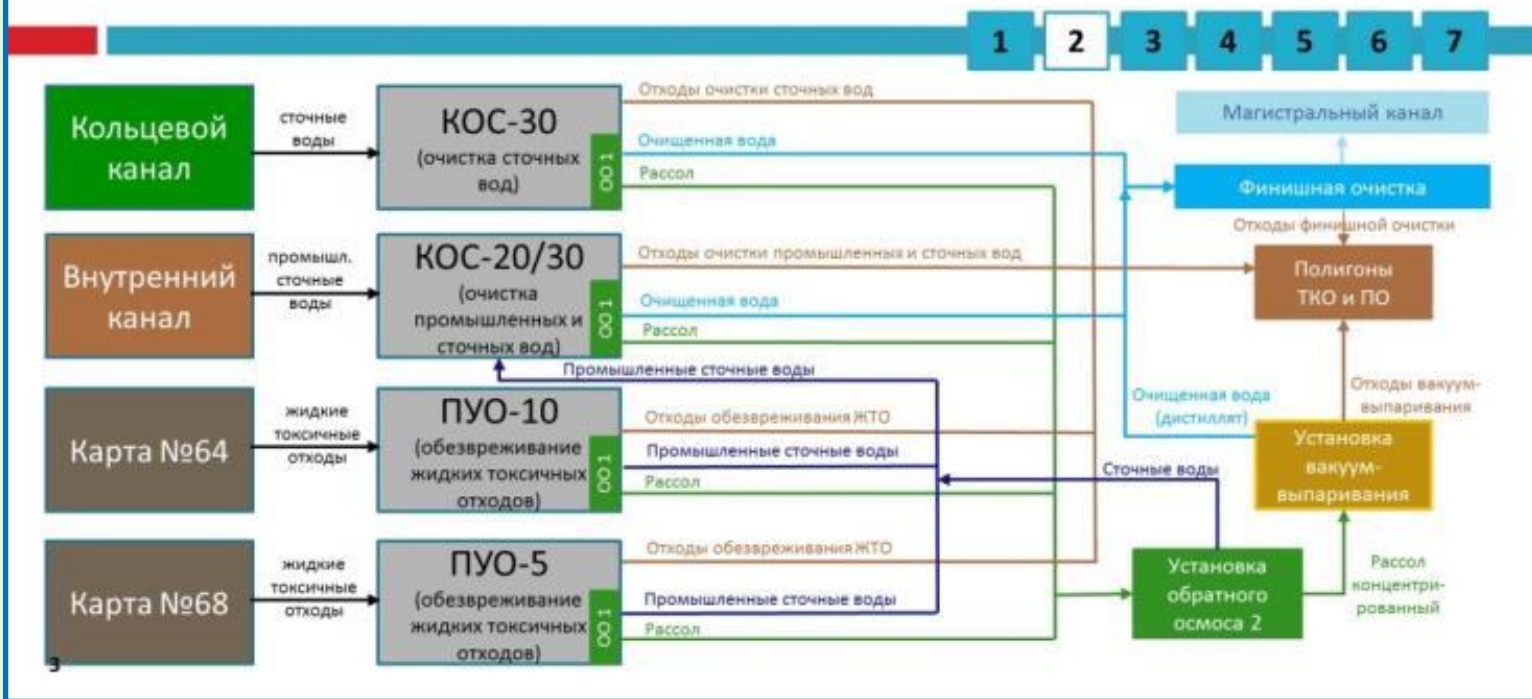 1 2 3 4 5 6 7
Кольцевой
канал
сточные
воды
КОС-30
(очистка сточных
вод)
ОО 1
Отходы очистки сточных вод
Очищенная вода
Рассол
Магистральный канал
Финишная очистка
Отходы финишной очистки
Полигоны
ТКО и ПО
Внутренний
канал
промышл.
сточные
воды
КОС-20/30
(очистка
промышленных и
сточных вод)
ОО 1
Отходы очистки промышленных и сточных вод
Очищенная вода
Рассол
Промышленные сточные воды
Карта №64
жидкие
токсичные
отходы
ПУО-10
(обезвреживание
жидких токсичных
отходов)
ОО 1
Отходы обезвреживания ЖТО
Промышленные сточные воды
Рассол
Очищенная вода
(дистиллят)
Отходы вакуум-
выпаривания
Установка
вакуум-
выпаривания
Сточные воды
Карта №68
жидкие
токсичные
отходы
ПУО-5
(обезвреживание
жидких токсичных
отходов)
ОО 1
Отходы обезвреживания ЖТО
Промышленные сточные воды
Рассол
Установка
обратного
осмоса 2
Рассол
концентри-
рованный
3